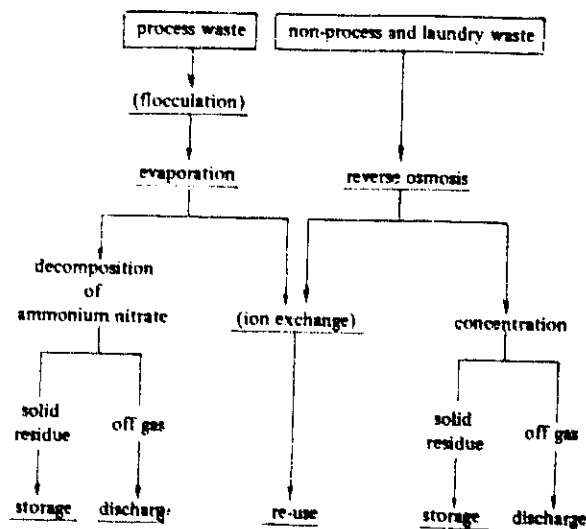 process waste
non-process and laundry waste
(flocculation)
evaporation
reverse osmosis
decomposition
of
ammonium nitrate
(ion exchange)
concentration
solid
residue
off gas
solid
residue
off gas
storage
discharge
re-use
storage
discharge